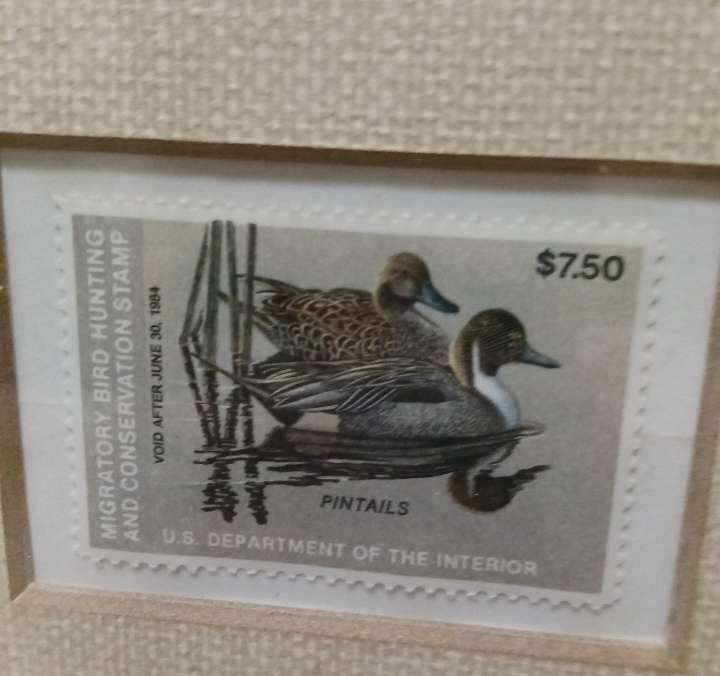 MIGRATORY BIRD HUNTING
AND CONSERVATION STAMP
VOID AFTER JUNE 30, 1984
$7.50
PINTAILS
U.S. DEPARTMENT OF THE INTERIOR